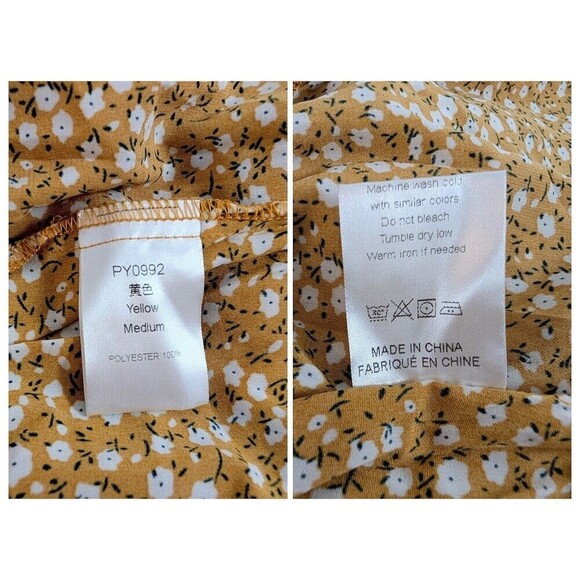 PY0992
黄色
Yellow
Medium
POLYESTER 100%
Machine wash cold
with similar colors
Do not bleach
Tumble dry low
Warm iron if needed
30°
MADE IN CHINA
FABRIQUÉ EN CHINE